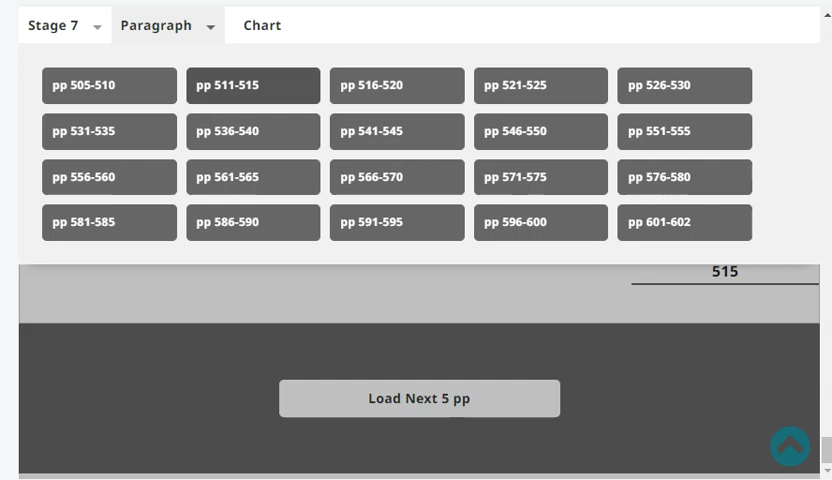 Stage 7 Paragraph Chart
pp 505-510 pp 511-515 pp 516-520 pp 521-525 pp 526-530
pp 531-535 pp 536-540 pp 541-545 pp 546-550 pp 551-555
pp 556-560 pp 561-565 pp 566-570 pp 571-575 pp 576-580
pp 581-585 pp 586-590 pp 591-595 pp 596-600 pp 601-602
515
Load Next 5 pp